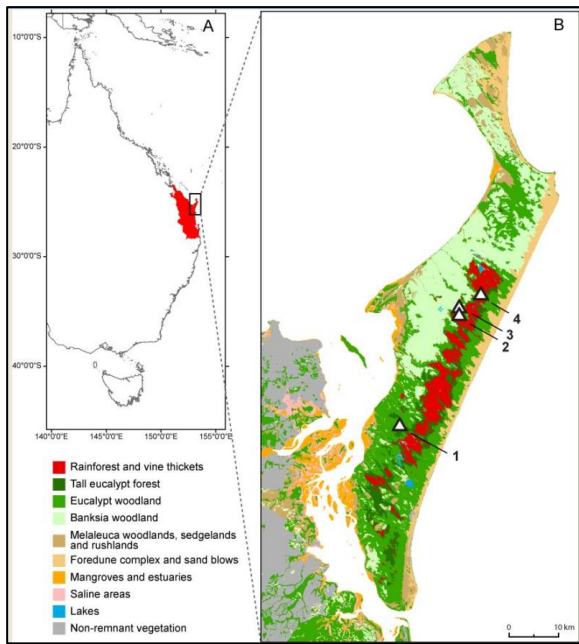 A
B
10°0'0"S
20°0'0"S
30°0'0"S
40°0'0"S
140°0'0"E 145°0'0"E 150°0'0"E 155°0'0"E
4
3
2
1
Rainforest and vine thickets
Tall eucalypt forest
Eucalypt woodland
Banksia woodland
Melaleuca woodlands, sedgelands
and rushlands
Foredune complex and sand blows
Mangroves and estuaries
Saline areas
Lakes
Non-remnant vegetation
0 10 km